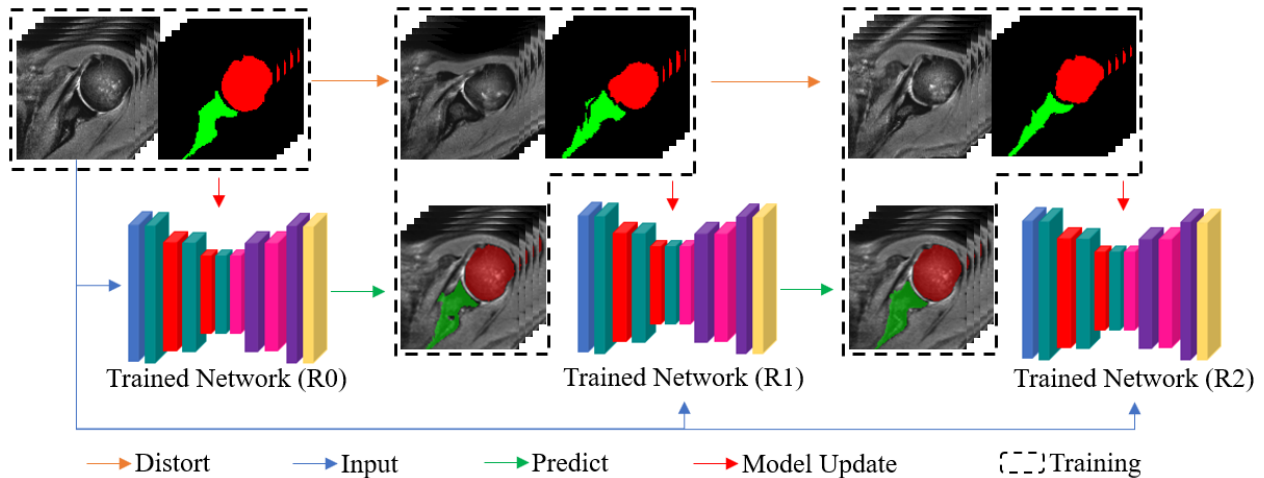 Trained Network (R0)
Trained Network (R1)
Trained Network (R2)
Distort
Input
Predict
Model Update
Training